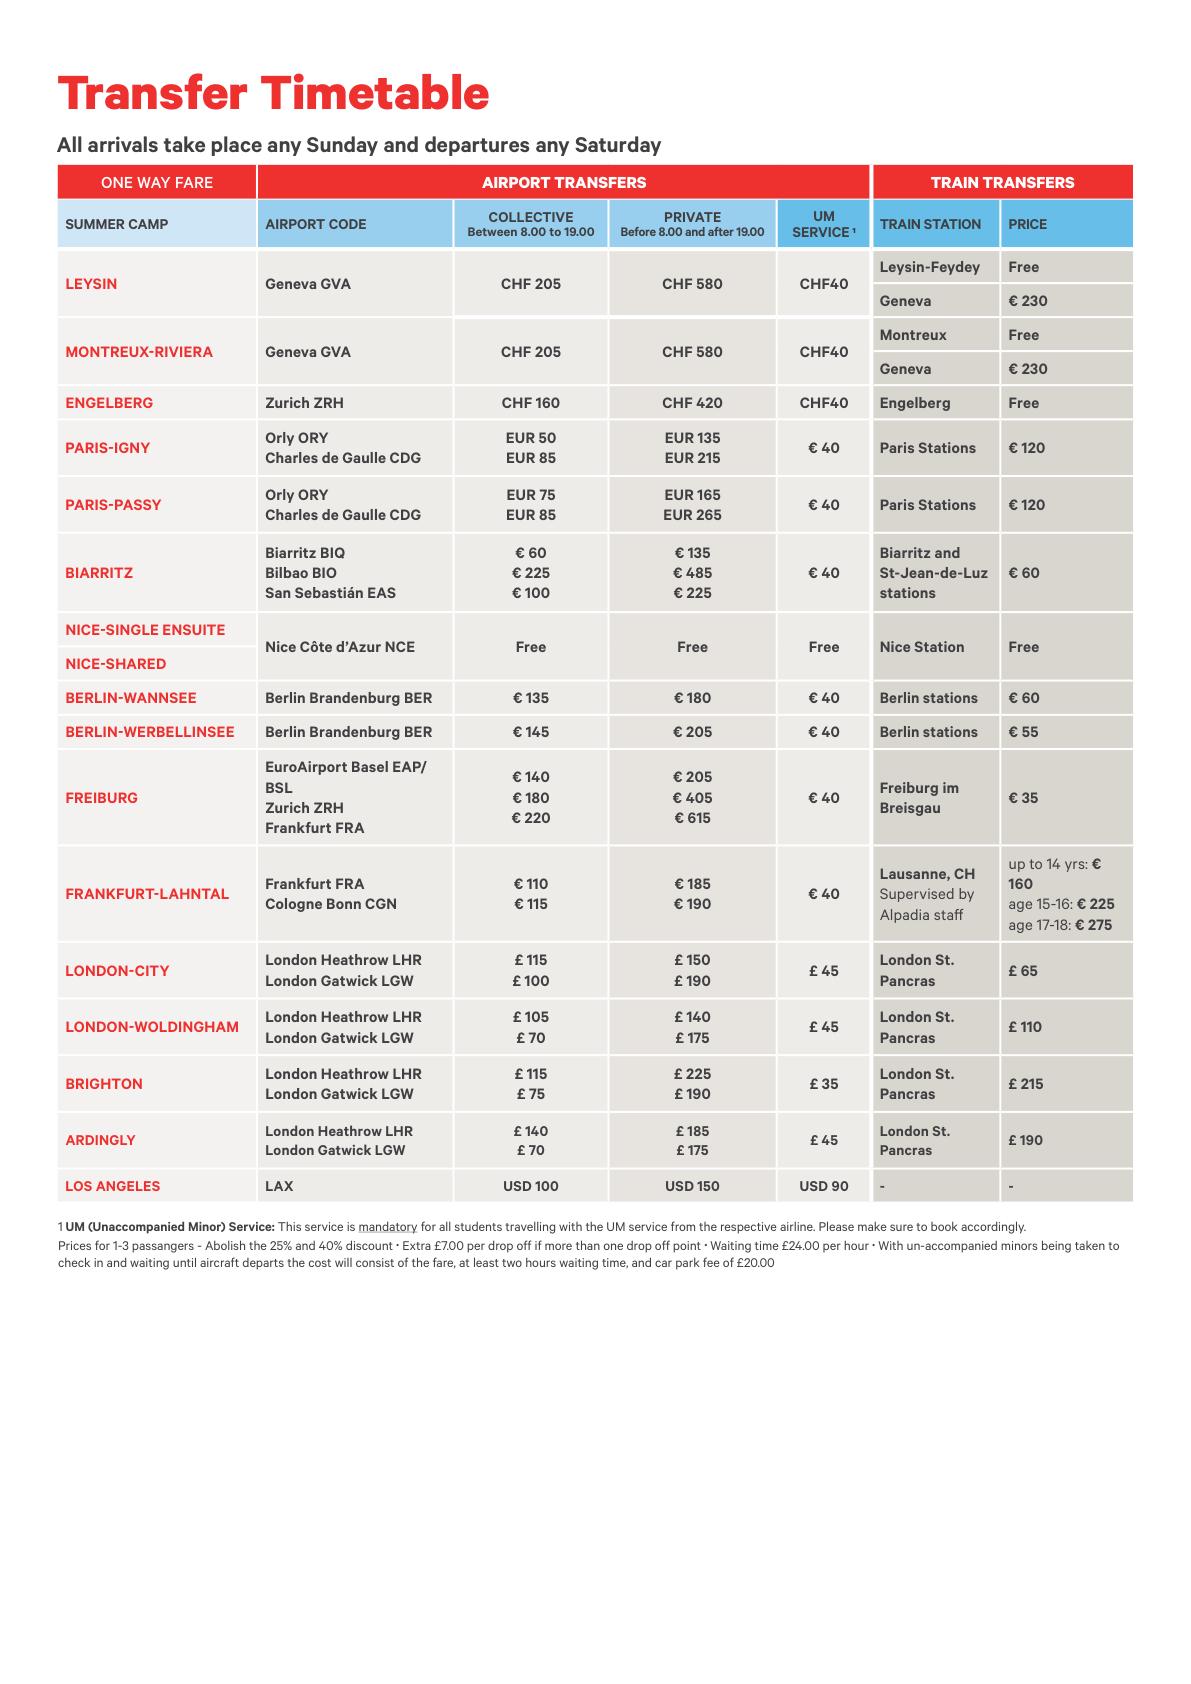 Transfer Timetable
All arrivals take place any Sunday and departures any Saturday
ONE WAY FARE AIRPORT TRANSFERS TRAIN TRANSFERS
SUMMER CAMP AIRPORT CODE COLLECTIVE Between 8.00 to 19.00 PRIVATE Before 8.00 and after 19.00 UM SERVICE ¹ TRAIN STATION PRICE
LEYSIN Geneva GVA CHF 205 CHF 580 CHF40 Leysin-Feydey Free
Geneva € 230
MONTREUX-RIVIERA Geneva GVA CHF 205 CHF 580 CHF40 Montreux Free
Geneva € 230
ENGELBERG Zurich ZRH CHF 160 CHF 420 CHF40 Engelberg Free
PARIS-IGNY Orly ORY EUR 50 EUR 135 € 40 Paris Stations € 120
Charles de Gaulle CDG EUR 85 EUR 215
PARIS-PASSY Orly ORY EUR 75 EUR 165 € 40 Paris Stations € 120
Charles de Gaulle CDG EUR 85 EUR 265
Biarritz BIQ € 60 € 135 Biarritz and
BIARRITZ Bilbao BIO € 225 € 485 € 40 St-Jean-de-Luz € 60
San Sebastián EAS € 100 € 225 stations
NICE-SINGLE ENSUITE
Nice Côte d’Azur NCE Free Free Free Nice Station Free
NICE-SHARED
BERLIN-WANNSEE Berlin Brandenburg BER € 135 € 180 € 40 Berlin stations € 60
BERLIN-WERBELLINSEE Berlin Brandenburg BER € 145 € 205 € 40 Berlin stations € 55
EuroAirport Basel EAP/
BSL € 140 € 205 Freiburg im
FREIBURG Zurich ZRH € 180 € 405 € 40 Breisgau € 35
Frankfurt FRA € 220 € 615
up to 14 yrs: €
Lausanne, CH 160
FRANKFURT-LAHNTAL Frankfurt FRA € 110 € 185 € 40 Supervised by age 15-16: € 225
Cologne Bonn CGN € 115 € 190 Alpadia staff age 17-18: € 275
LONDON-CITY London Heathrow LHR £ 115 £ 150 £ 45 London St. £ 65
London Gatwick LGW £ 100 £ 190 Pancras
LONDON-WOLDINGHAM London Heathrow LHR £ 105 £ 140 £ 45 London St. £ 110
London Gatwick LGW £ 70 £ 175 Pancras
BRIGHTON London Heathrow LHR £ 115 £ 225 £ 35 London St. £ 215
London Gatwick LGW £ 75 £ 190 Pancras
ARDINGLY London Heathrow LHR £ 140 £ 185 £ 45 London St. £ 190
London Gatwick LGW £ 70 £ 175 Pancras
LOS ANGELES LAX USD 100 USD 150 USD 90 - -
1 UM (Unaccompanied Minor) Service: This service is mandatory for all students travelling with the UM service from the respective airline. Please make sure to book accordingly.
Prices for 1-3 passangers - Abolish the 25% and 40% discount • Extra £7.00 per drop off if more than one drop off point • Waiting time £24.00 per hour • With un-accompanied minors being taken to
check in and waiting until aircraft departs the cost will consist of the fare, at least two hours waiting time, and car park fee of £20.00